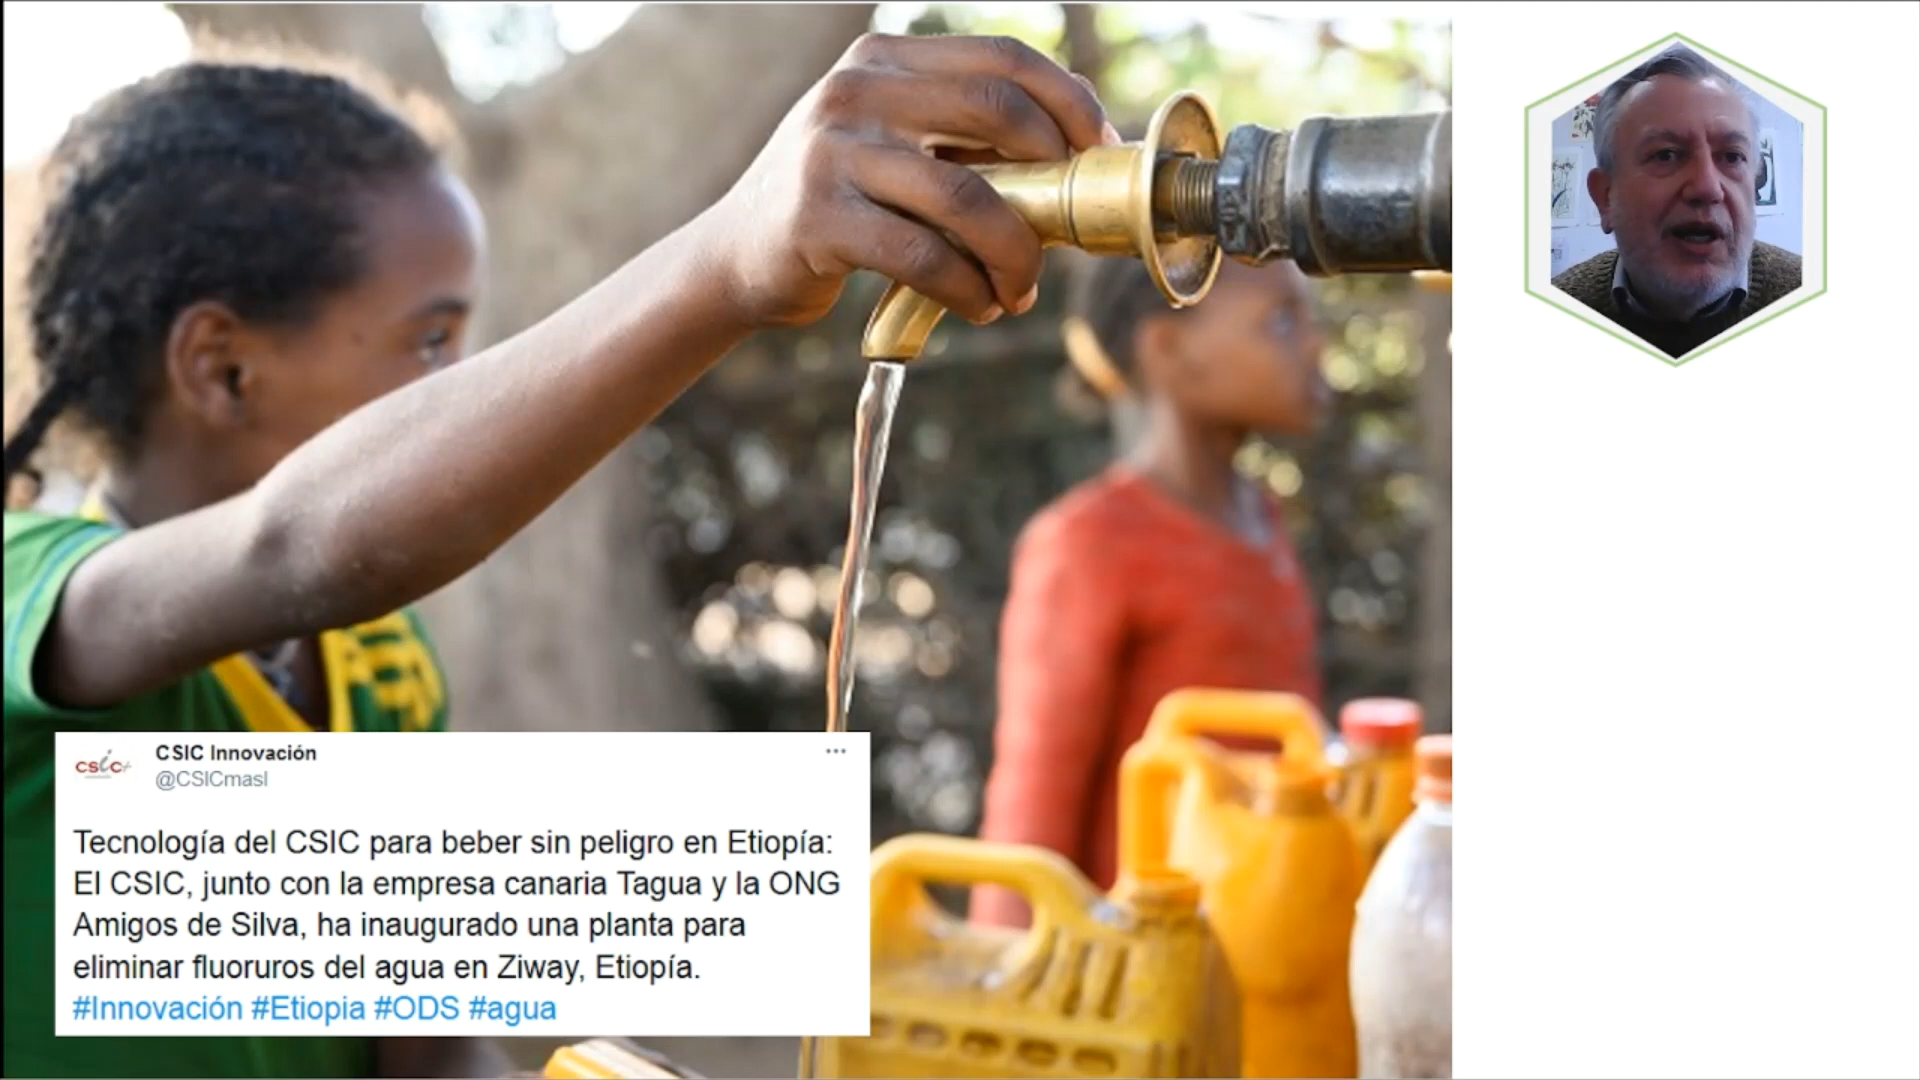 csic+
CSIC Innovación
@CSICmasI
Tecnología del CSIC para beber sin peligro en Etiopía:
El CSIC, junto con la empresa canaria Tagua y la ONG
Amigos de Silva, ha inaugurado una planta para
eliminar fluoruros del agua en Ziway, Etiopía.
#Innovación #Etiopia #ODS #agua